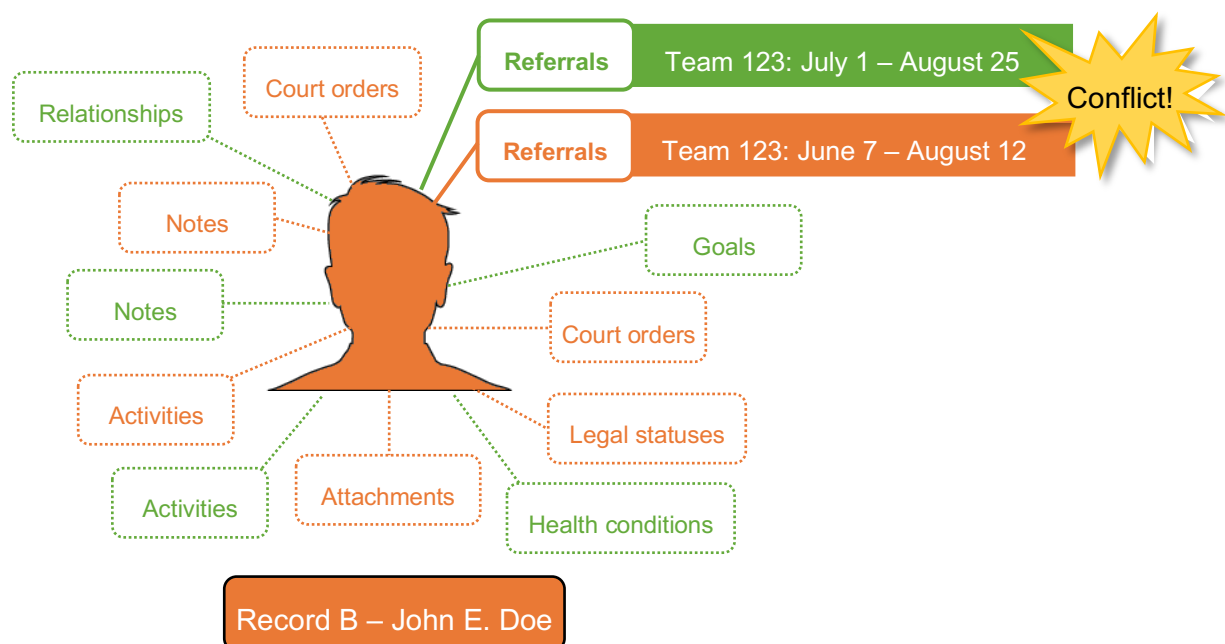 Referrals
Team 123: July 1 – August 25
Conflict!
Court orders
Relationships
Referrals
Team 123: June 7 – August 12
Notes
Goals
Notes
Court orders
Activities
Legal statuses
Attachments
Activities
Health conditions
Record B – John E. Doe